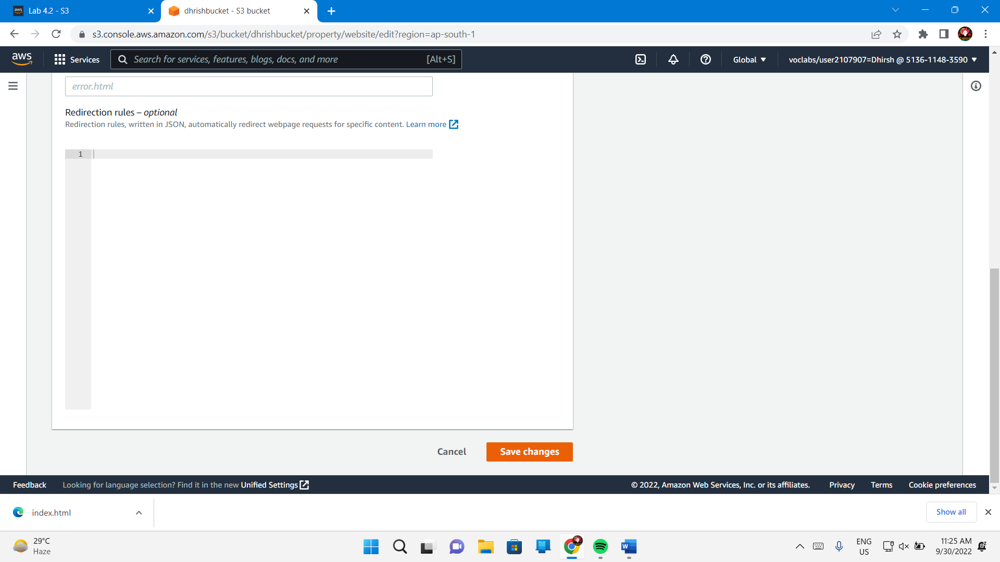 Lab 4.2 - S3
dhrishbucket - S3 bucket
s3.console.aws.amazon.com/s3/bucket/dhrishbucket/property/website/edit?region=ap-south-1
aws
Services
Search for services, features, blogs, docs, and more
[Alt+S]
Global
voclabs/user2107907=Dhirsh @ 5136-1148-3590
error.html
Redirection rules – optional
Redirection rules, written in JSON, automatically redirect webpage requests for specific content. Learn more
1
Cancel
Save changes
Feedback
Looking for language selection? Find it in the new Unified Settings
© 2022, Amazon Web Services, Inc. or its affiliates.
Privacy
Terms
Cookie preferences
index.html
Show all
29°C
Haze
ENG
US
11:25 AM
9/30/2022